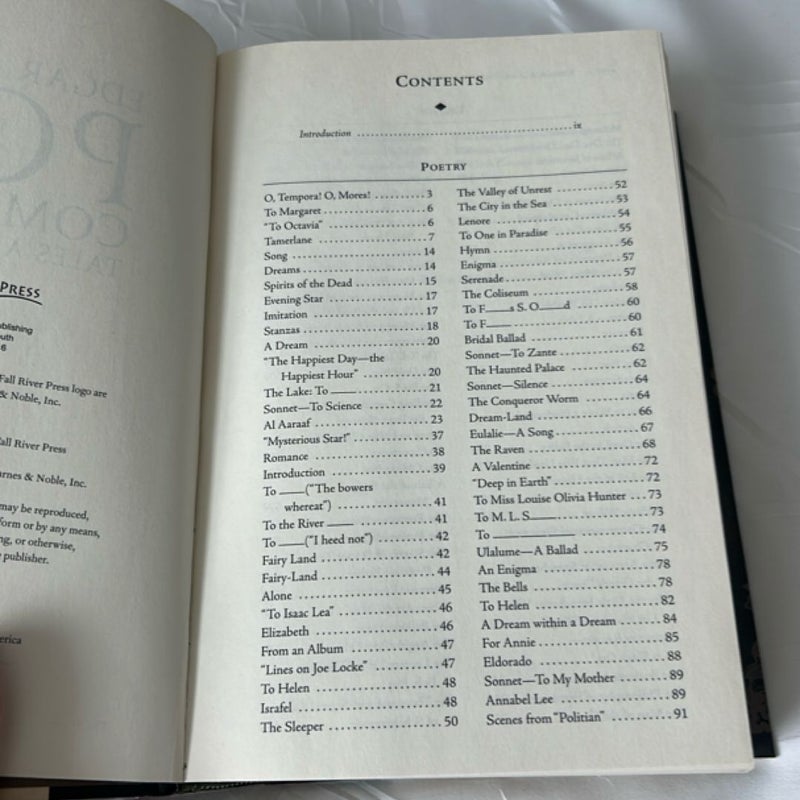 PRESS
Fall River Press logo are
& Noble, Inc.
Fall River Press
Barnes & Noble, Inc.
may be reproduced,
form or by any means,
or otherwise,
publisher.
CONTENTS
Introduction ix
POETRY
O, Tempora! O, Mores! 3
To Margaret 6
"To Octavia" 6
Tamerlane 7
Song 14
Dreams 14
Spirits of the Dead 15
Evening Star 17
Imitation 17
Stanzas 18
A Dream 20
"The Happiest Day—the
Happiest Hour" 20
The Lake: To ____ 21
Sonnet—To Science 22
Al Aaraaf 23
"Mysterious Star!" 37
Romance 38
Introduction 39
To ____("The bowers
whereat") 41
To the River ____ 41
To ____("I heed not") 42
Fairy Land 42
Fairy-Land 44
Alone 45
"To Isaac Lea" 46
Elizabeth 46
From an Album 47
"Lines on Joe Locke" 47
To Helen 48
Israfel 48
The Sleeper 50
The Valley of Unrest 52
The City in the Sea 53
Lenore 54
To One in Paradise 55
Hymn 56
Enigma 57
Serenade 57
The Coliseum 58
To F____s S. O____d 60
To F____ 60
Bridal Ballad 61
Sonnet—To Zante 62
The Haunted Palace 62
Sonnet—Silence 64
The Conqueror Worm 64
Dream-Land 66
Eulalie—A Song 67
The Raven 68
A Valentine 72
"Deep in Earth" 72
To Miss Louise Olivia Hunter 73
To M. L. S____ 73
To ____ 74
Ulalume—A Ballad 75
An Enigma 78
The Bells 78
To Helen 82
A Dream within a Dream 84
For Annie 85
Eldorado 88
Sonnet—To My Mother 89
Annabel Lee 89
Scenes from "Politian" 91